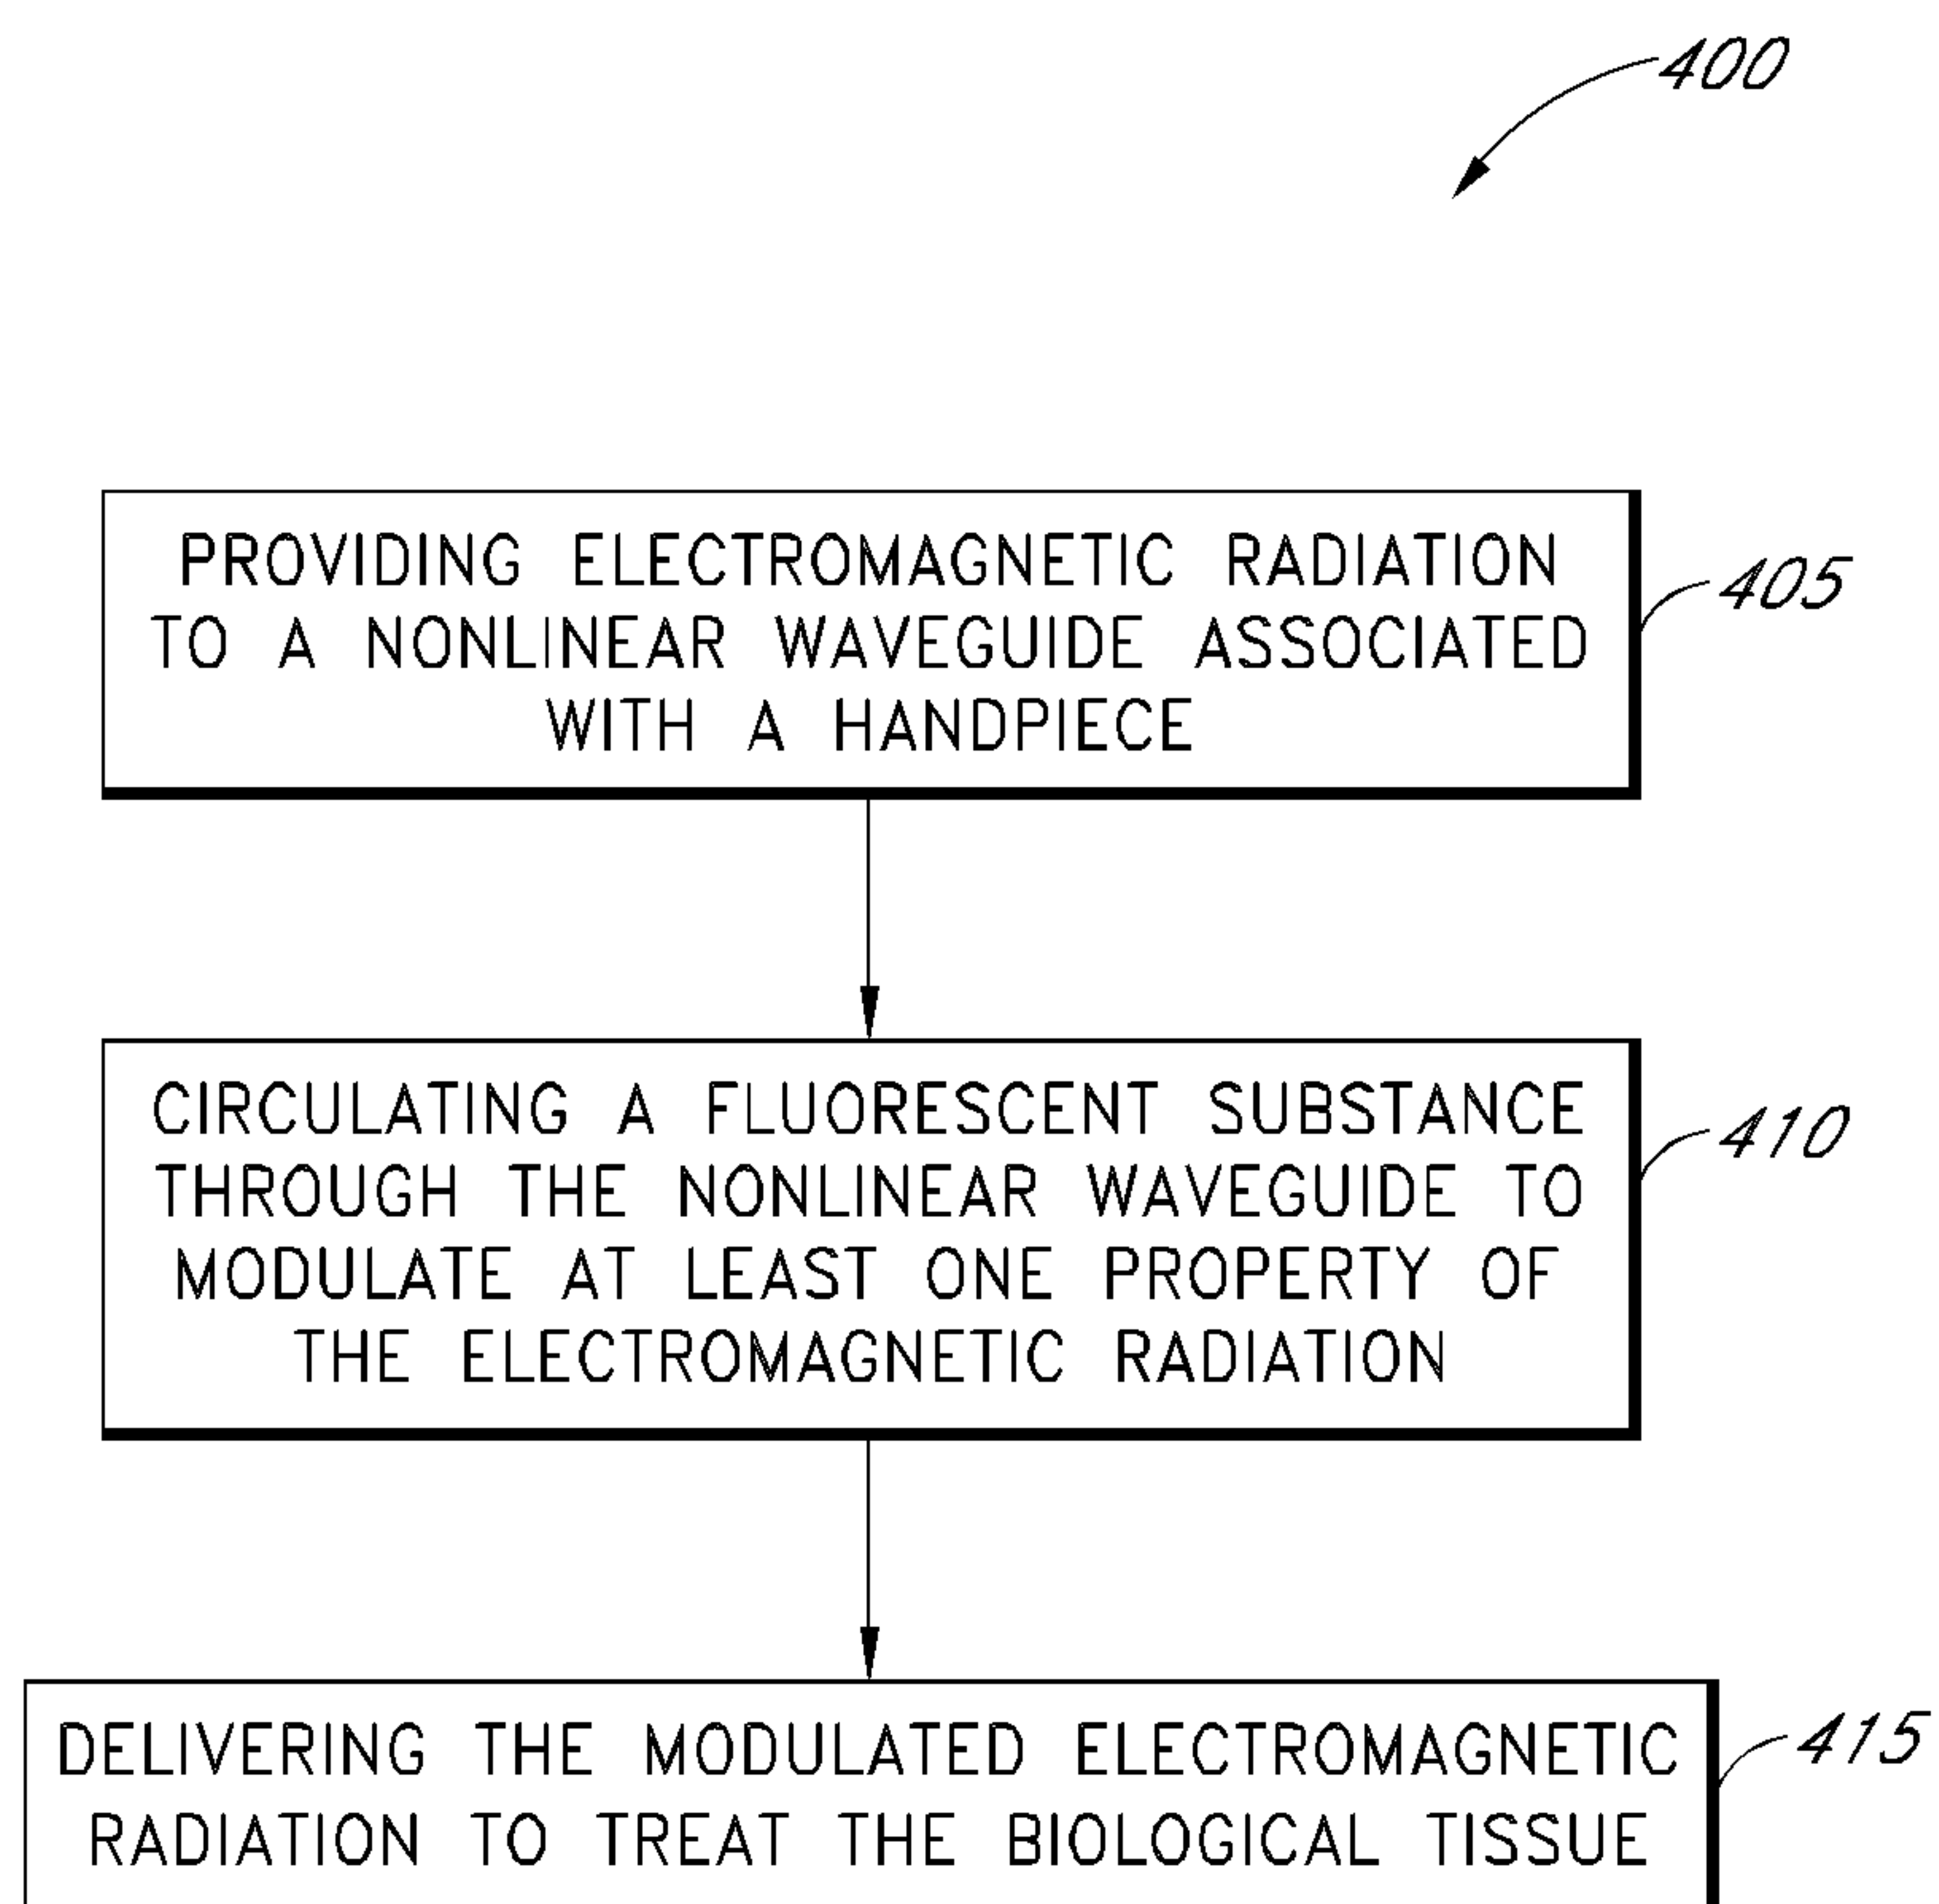 400
PROVIDING ELECTROMAGNETIC RADIATION
TO A NONLINEAR WAVEGUIDE ASSOCIATED
WITH A HANDPIECE
405
CIRCULATING A FLUORESCENT SUBSTANCE
THROUGH THE NONLINEAR WAVEGUIDE TO
MODULATE AT LEAST ONE PROPERTY OF
THE ELECTROMAGNETIC RADIATION
410
DELIVERING THE MODULATED ELECTROMAGNETIC
RADIATION TO TREAT THE BIOLOGICAL TISSUE
415